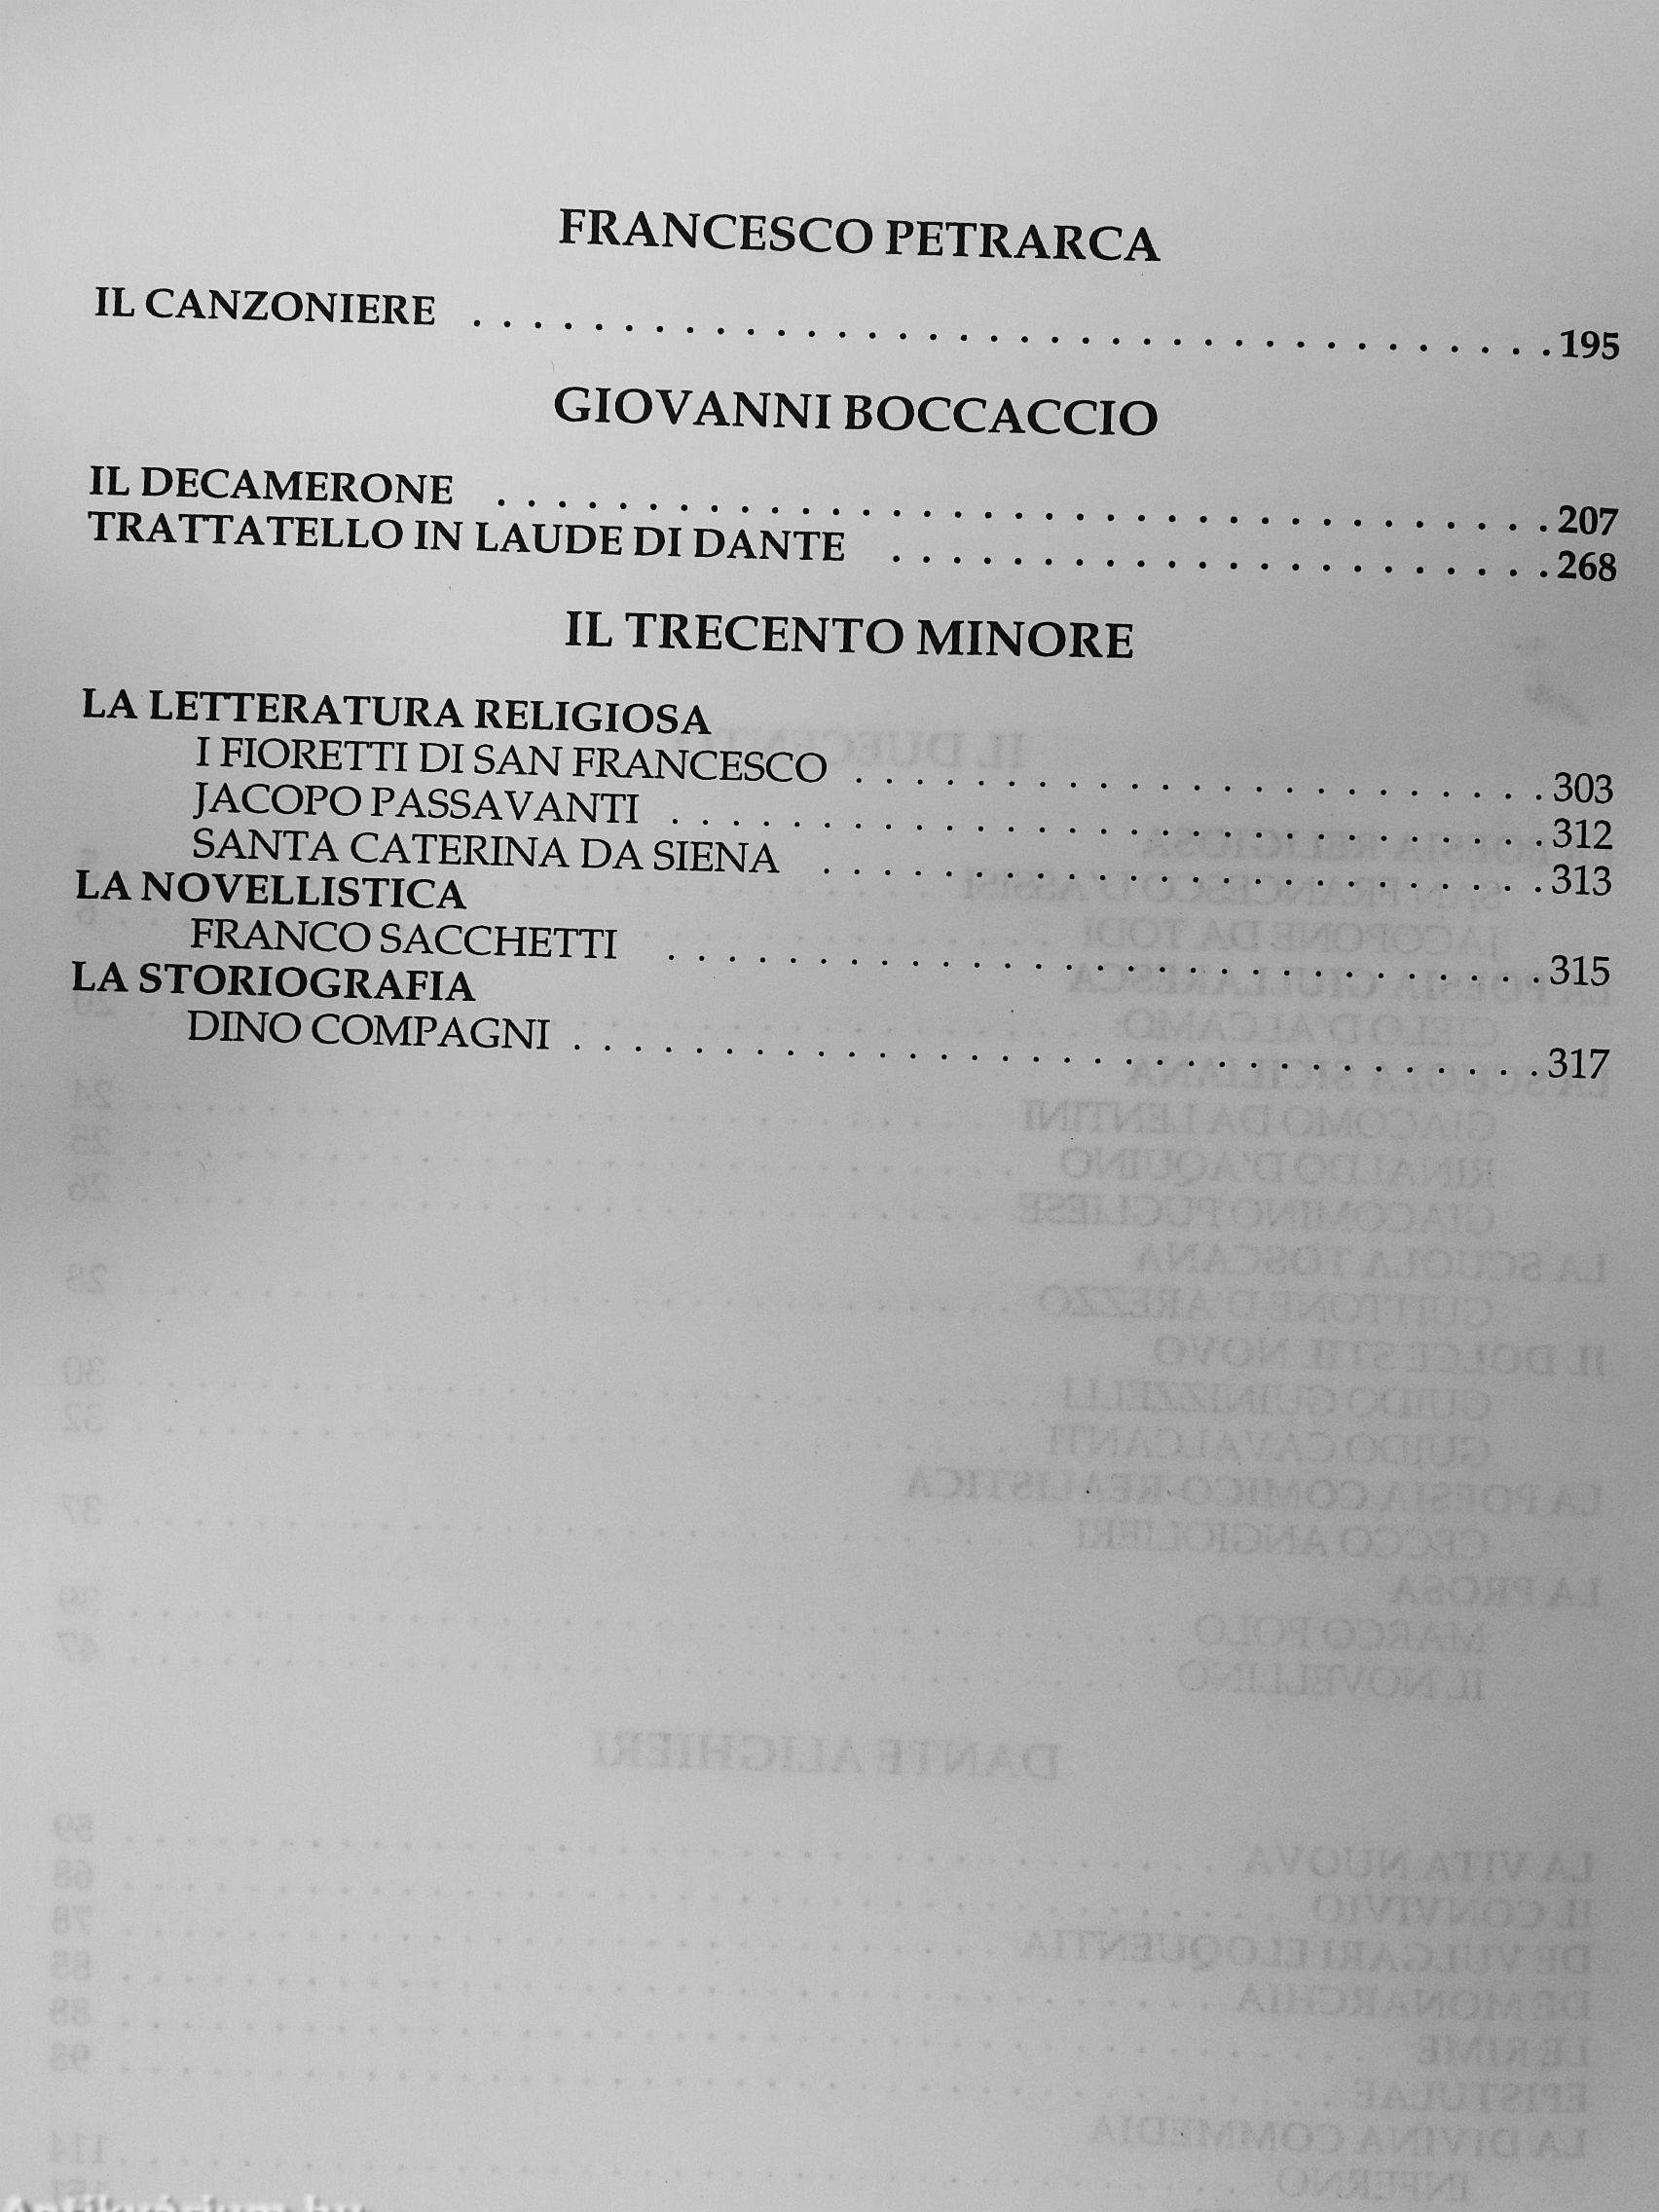 FRANCESCO PETRARCA
IL CANZONIERE . . . . . . . . . . . . . . . . . . . . . . . . . . . . . . . . . . . . 195
GIOVANNI BOCCACCIO
IL DECAMERONE . . . . . . . . . . . . . . . . . . . . . . . . . . . . . . . . . . . 207
TRATTATELLO IN LAUDE DI DANTE . . . . . . . . . . . . . . . . . . . . . . 268
IL TRECENTO MINORE
LA LETTERATURA RELIGIOSA
I FIORETTI DI SAN FRANCESCO . . . . . . . . . . . . . . . . . . . . . . . 303
JACOPO PASSAVANTI . . . . . . . . . . . . . . . . . . . . . . . . . . . . . 312
SANTA CATERINA DA SIENA . . . . . . . . . . . . . . . . . . . . . . . . 313
LA NOVELLISTICA
FRANCO SACCHETTI . . . . . . . . . . . . . . . . . . . . . . . . . . . . . 315
LA STORIOGRAFIA
DINO COMPAGNI . . . . . . . . . . . . . . . . . . . . . . . . . . . . . . . . 317